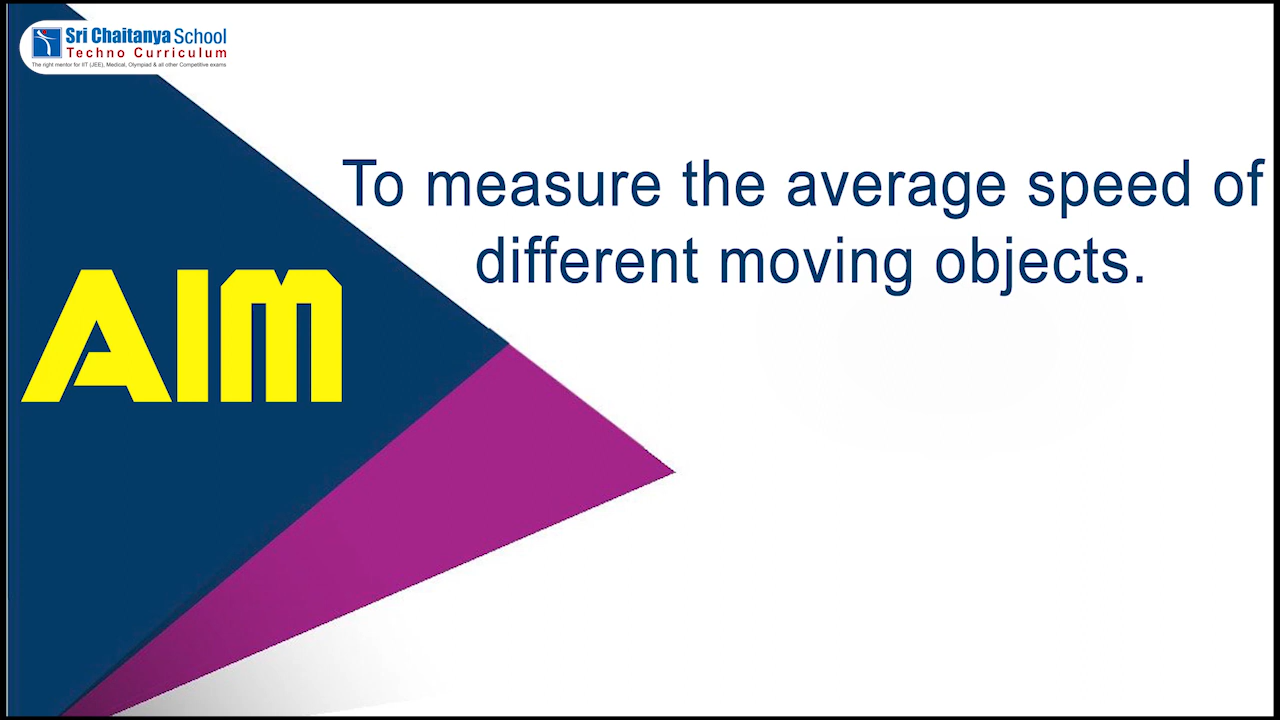 Sri Chaitanya School
Techno Curriculum
The right mentor for IIT (JEE), Medical, Olympiad & all other Competitive exams
To measure the average speed of
different moving objects.
AIM